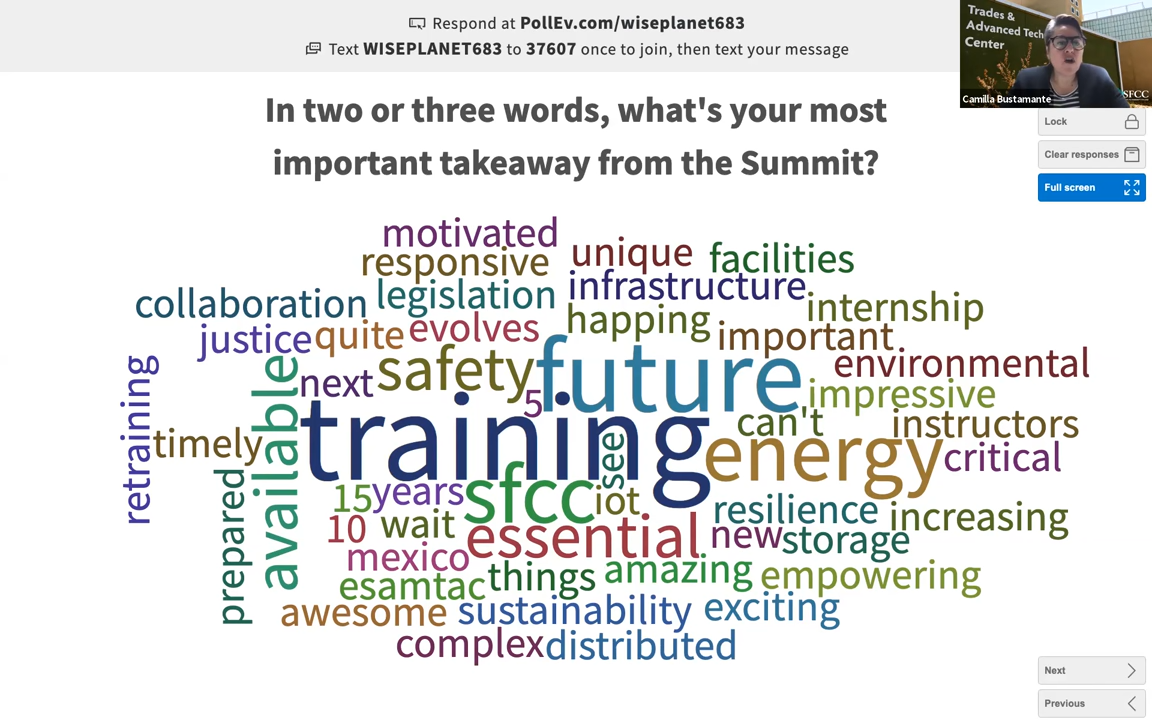 Respond at PollEv.com/wiseplanet683
Text WISEPLANET683 to 37607 once to join, then text your message
Trades &
Advanced Tech
Center
SFCC
Camilla Bustamante
In two or three words, what's your most
important takeaway from the Summit?
Lock
Clear responses
Full screen
motivated
responsive
unique
facilities
collaboration
legislation
infrastructure
internship
justice
quite
evolves
happing
important
environmental
retraining
available
next
safety
future
5
impressive
timely
training
can't
instructors
see
energy
critical
prepared
15
years
sfcc
iot
resilience
increasing
10
wait
essential
new
storage
mexico
esamtac
things
amazing
empowering
awesome
sustainability
exciting
complex
distributed
Next
Previous